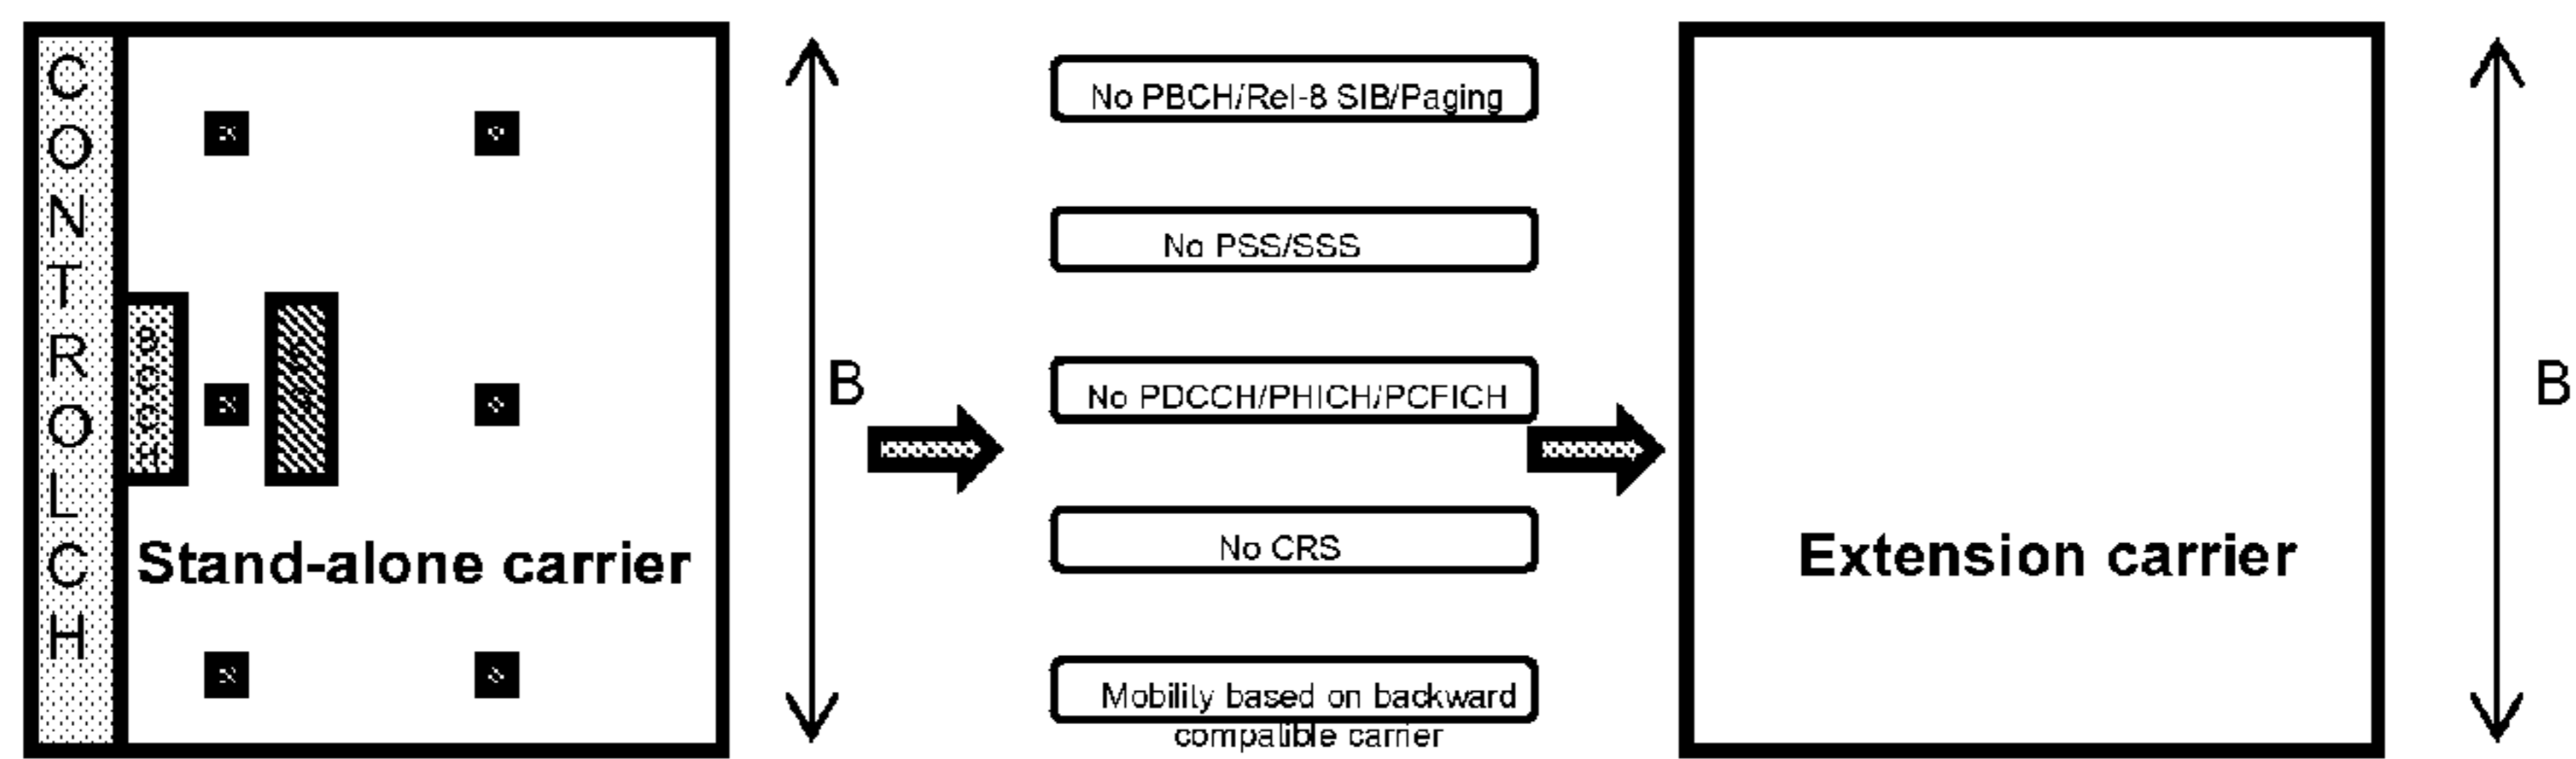 CONTROLCH
Stand-alone carrier
B
No PBCH/Rel-8 SIB/Paging
No PSS/SSS
No PDCCH/PHICH/PCFICH
No CRS
Mobility based on backward
compatible carrier
Extension carrier
B